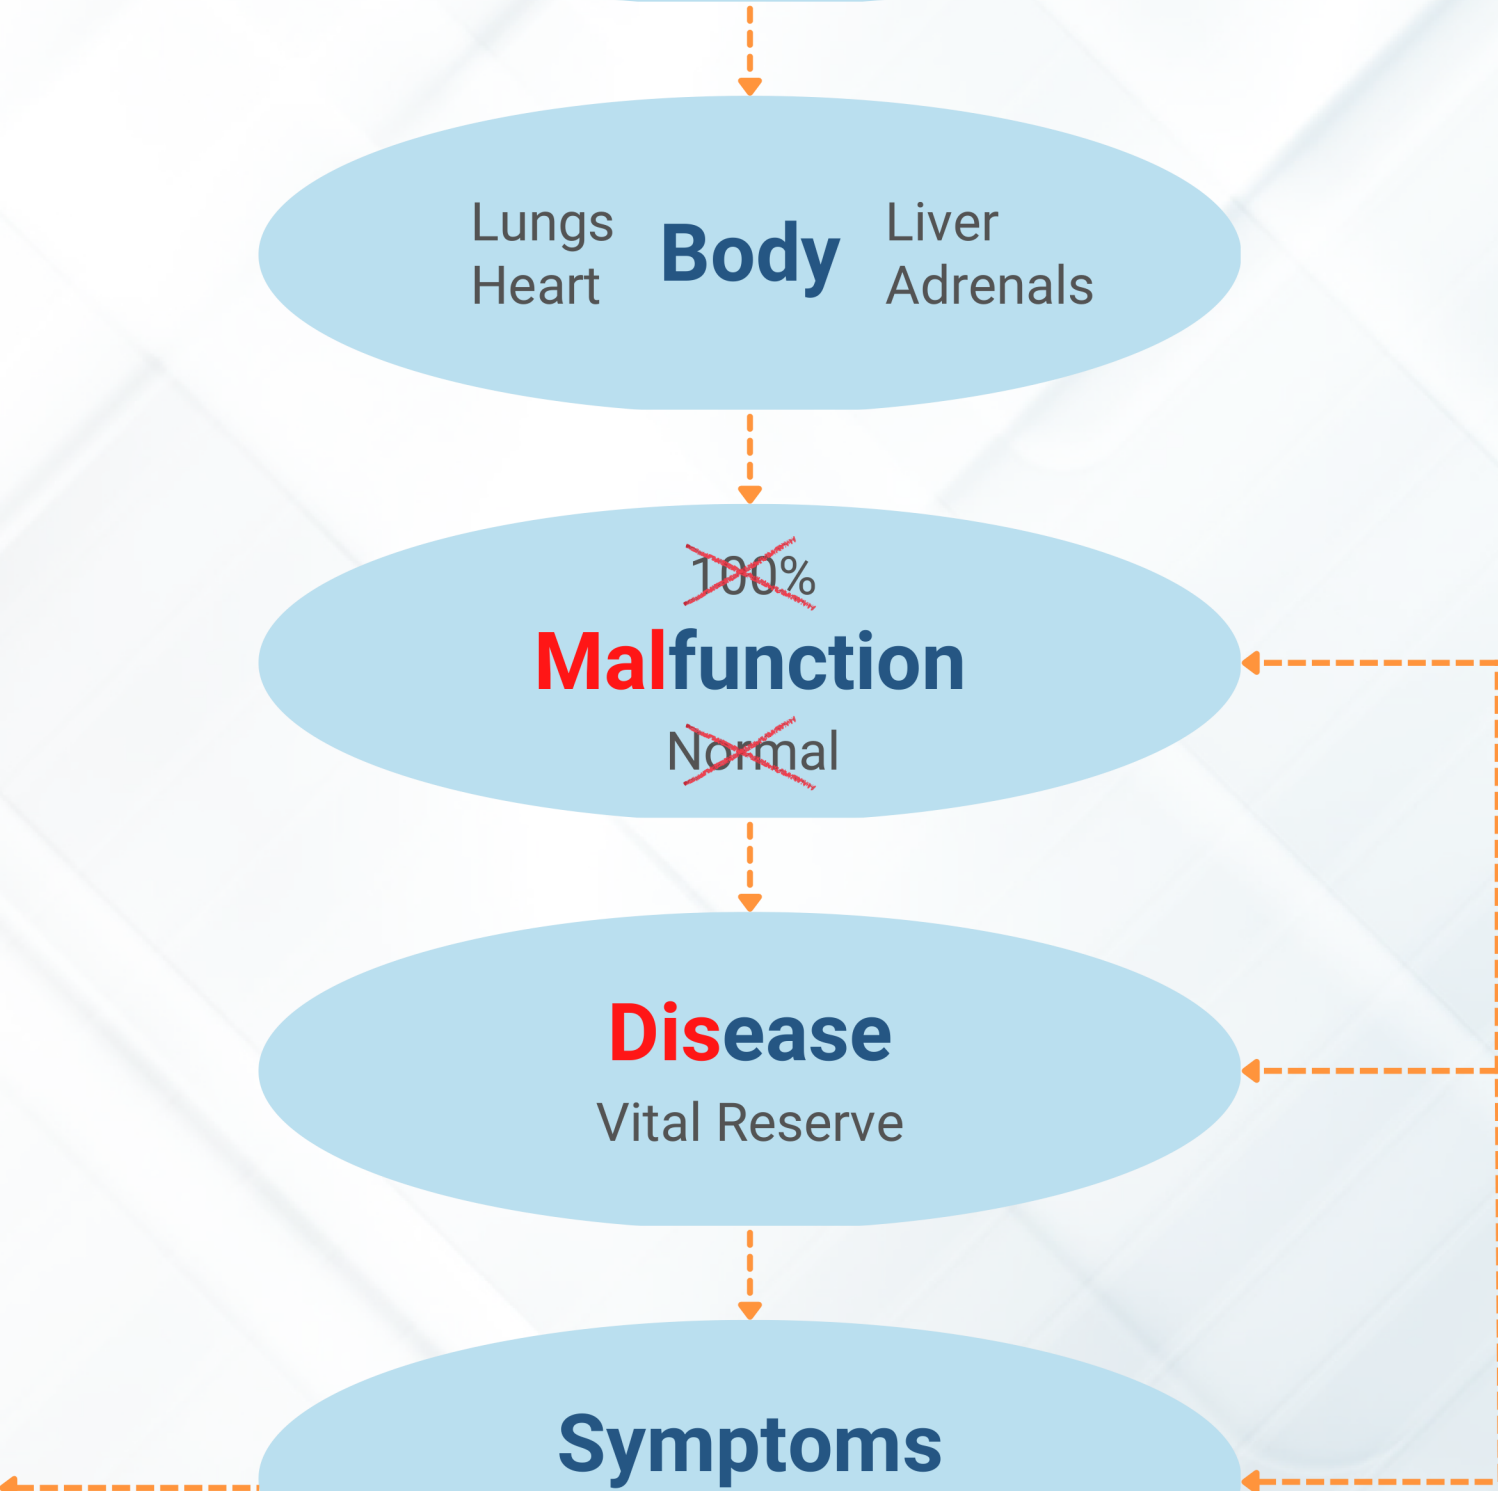 Lungs
Heart
Body
Liver
Adrenals
100%
Malfunction
Normal
Disease
Vital Reserve
Symptoms